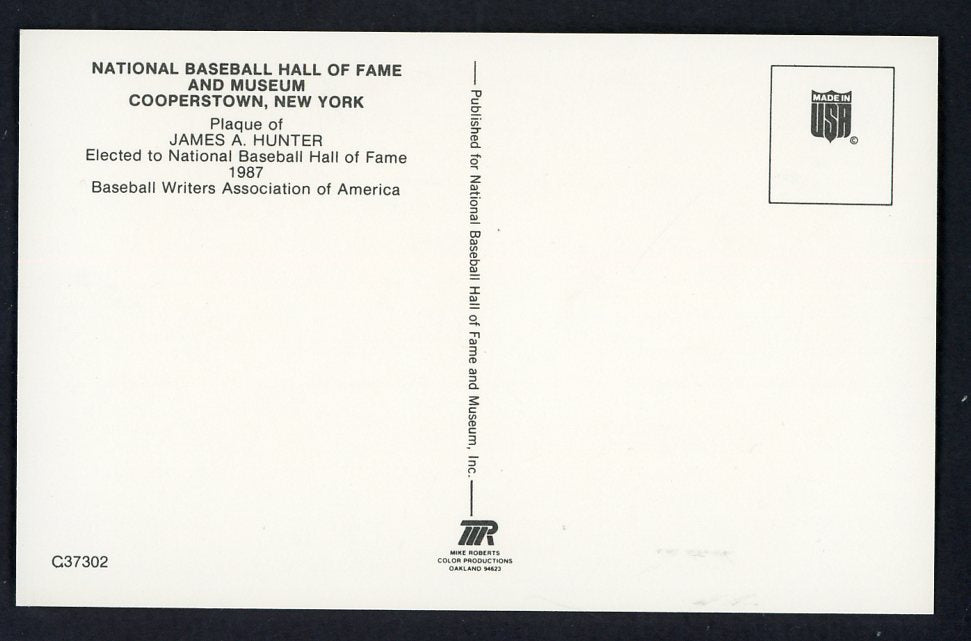 NATIONAL BASEBALL HALL OF FAME
AND MUSEUM
COOPERSTOWN, NEW YORK
Plaque of
JAMES A. HUNTER
Elected to National Baseball Hall of Fame
1987
Baseball Writers Association of America
C37302
Published for National Baseball Hall of Fame and Museum, Inc.
MR
MIKE ROBERTS
COLOR PRODUCTIONS
OAKLAND 94623
MADE IN
USA
©